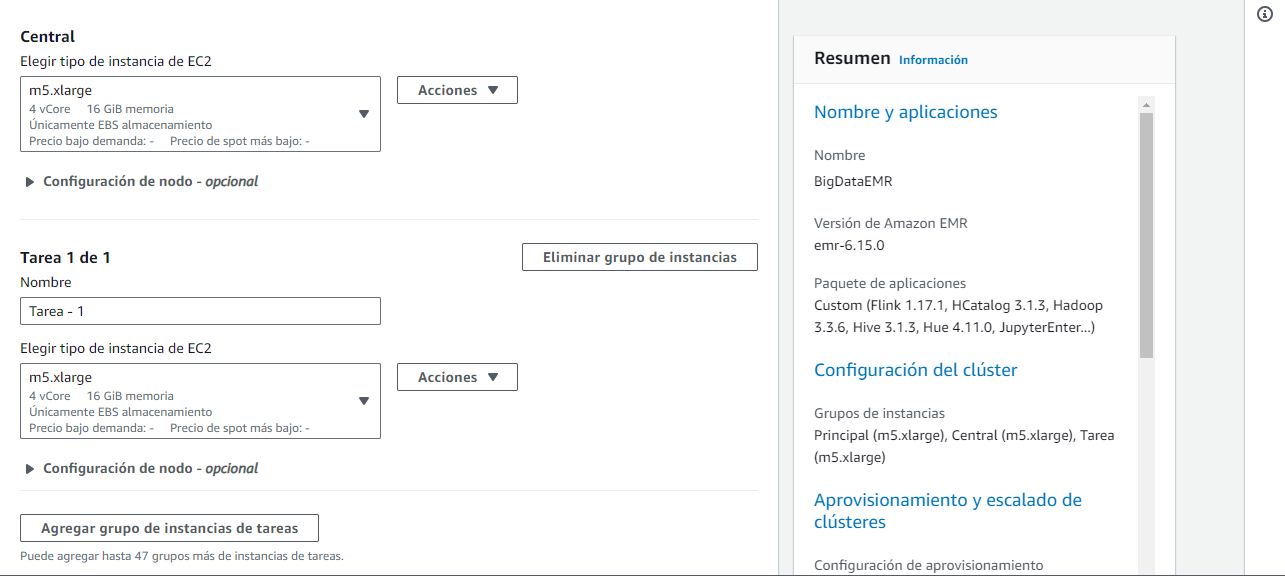 Central
Elegir tipo de instancia de EC2
m5.xlarge
4 vCore 16 GiB memoria
Únicamente EBS almacenamiento
Precio bajo demanda: - Precio de spot más bajo: -
Acciones
Configuración de nodo - opcional
Tarea 1 de 1
Eliminar grupo de instancias
Nombre
Tarea - 1
Elegir tipo de instancia de EC2
m5.xlarge
4 vCore 16 GiB memoria
Únicamente EBS almacenamiento
Precio bajo demanda: - Precio de spot más bajo: -
Acciones
Configuración de nodo - opcional
Agregar grupo de instancias de tareas
Puede agregar hasta 47 grupos más de instancias de tareas.
Resumen Información
Nombre y aplicaciones
Nombre
BigDataEMR
Versión de Amazon EMR
emr-6.15.0
Paquete de aplicaciones
Custom (Flink 1.17.1, HCatalog 3.1.3, Hadoop
3.3.6, Hive 3.1.3, Hue 4.11.0, JupyterEnter...)
Configuración del clúster
Grupos de instancias
Principal (m5.xlarge), Central (m5.xlarge), Tarea
(m5.xlarge)
Aprovisionamiento y escalado de
clústeres
Configuración de aprovisionamiento